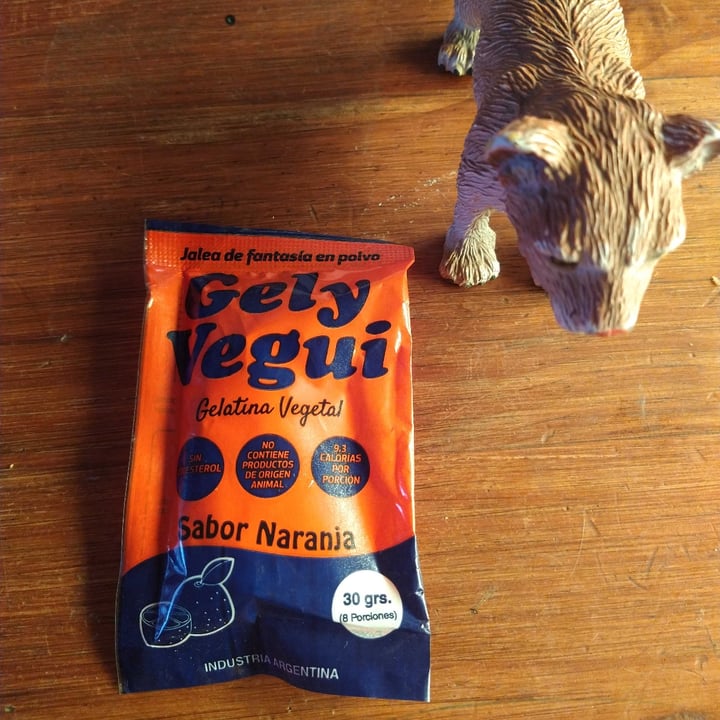 Jalea de fantasía en polvo
Gely
Vegui
Gelatina Vegetal
SIN
NO
CONTIENE
PRODUCTOS
DE ORIGEN
ANIMAL
9.3
CALORÍAS
POR
PORCIÓN
Sabor Naranja
30 grs.
(8 Porciones)
INDUSTRIA ARGENTINA